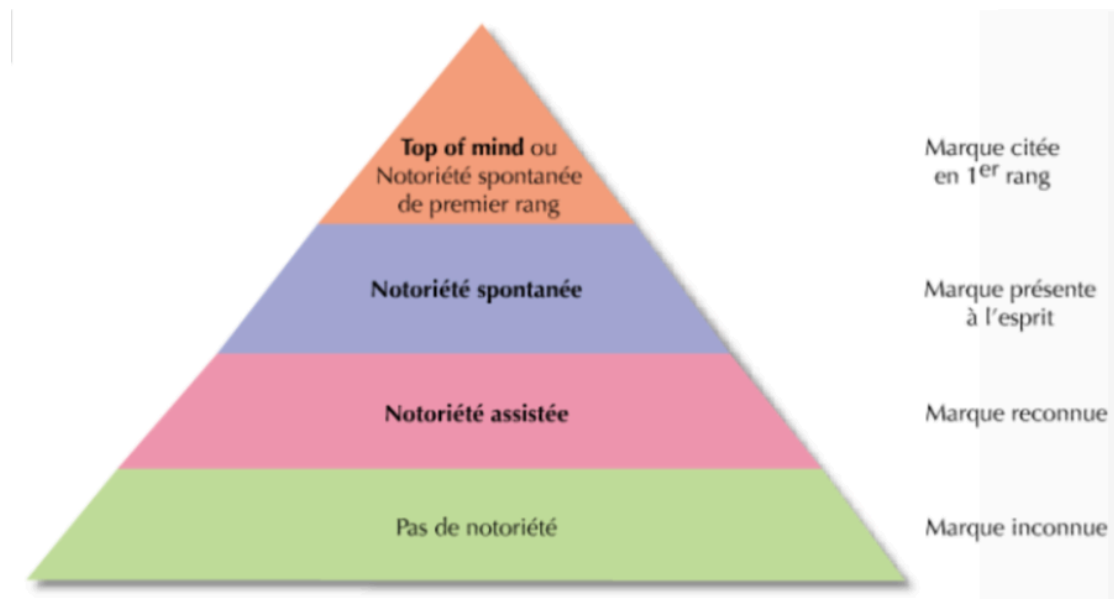 Top of mind ou
Notoriété spontanée
de premier rang
Marque citée
en 1er rang
Notoriété spontanée
Marque présente
à l'esprit
Notoriété assistée
Marque reconnue
Pas de notoriété
Marque inconnue